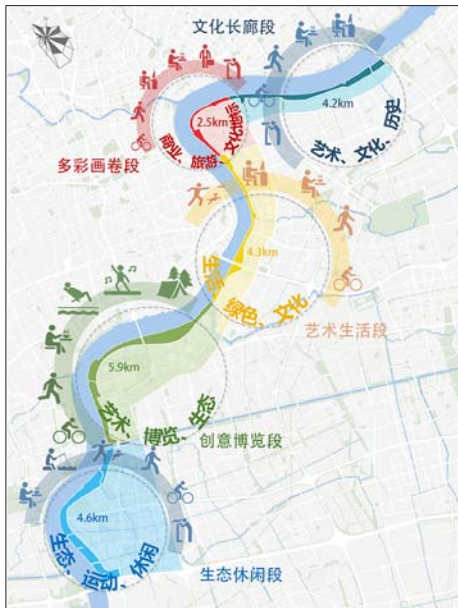 文化长廊段
4.2km
艺术、文化、历史
2.5km
商业、旅游、文化地标
多彩画卷段
4.3km
生活、绿色、文化
艺术生活段
5.9km
艺术、博览、生态
创意博览段
4.6km
生态、运动、休闲
生态休闲段